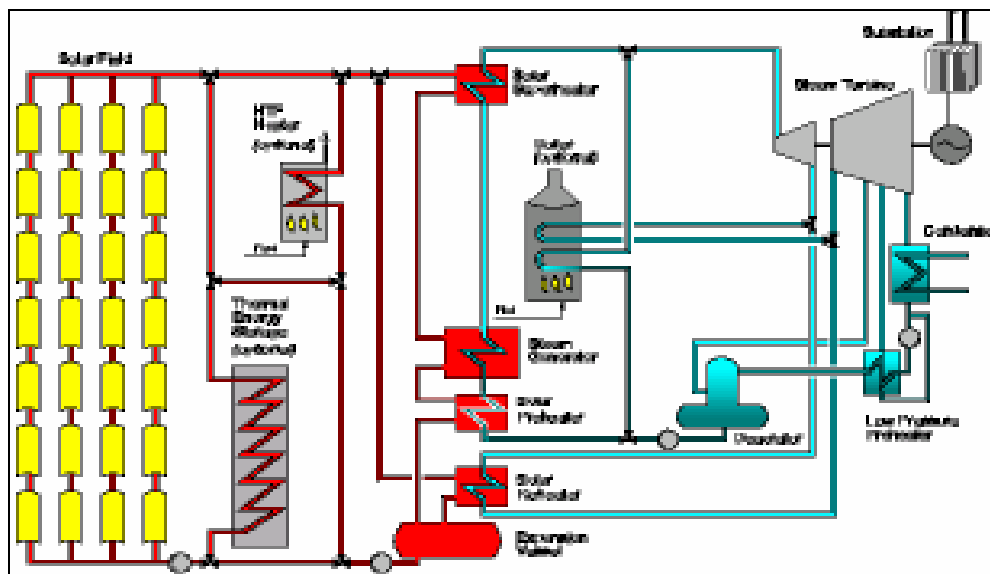 Substation
Solar Field
Solar
Superheater
Steam Turbine
HTF
Heater
(optional)
Boiler
(optional)
Fuel
Condenser
Fuel
Thermal
Energy
Storage
(optional)
Steam
Generator
Solar
Preheater
Deaerator
Low Pressure
Preheater
Solar
Reheater
Expansion
Vessel